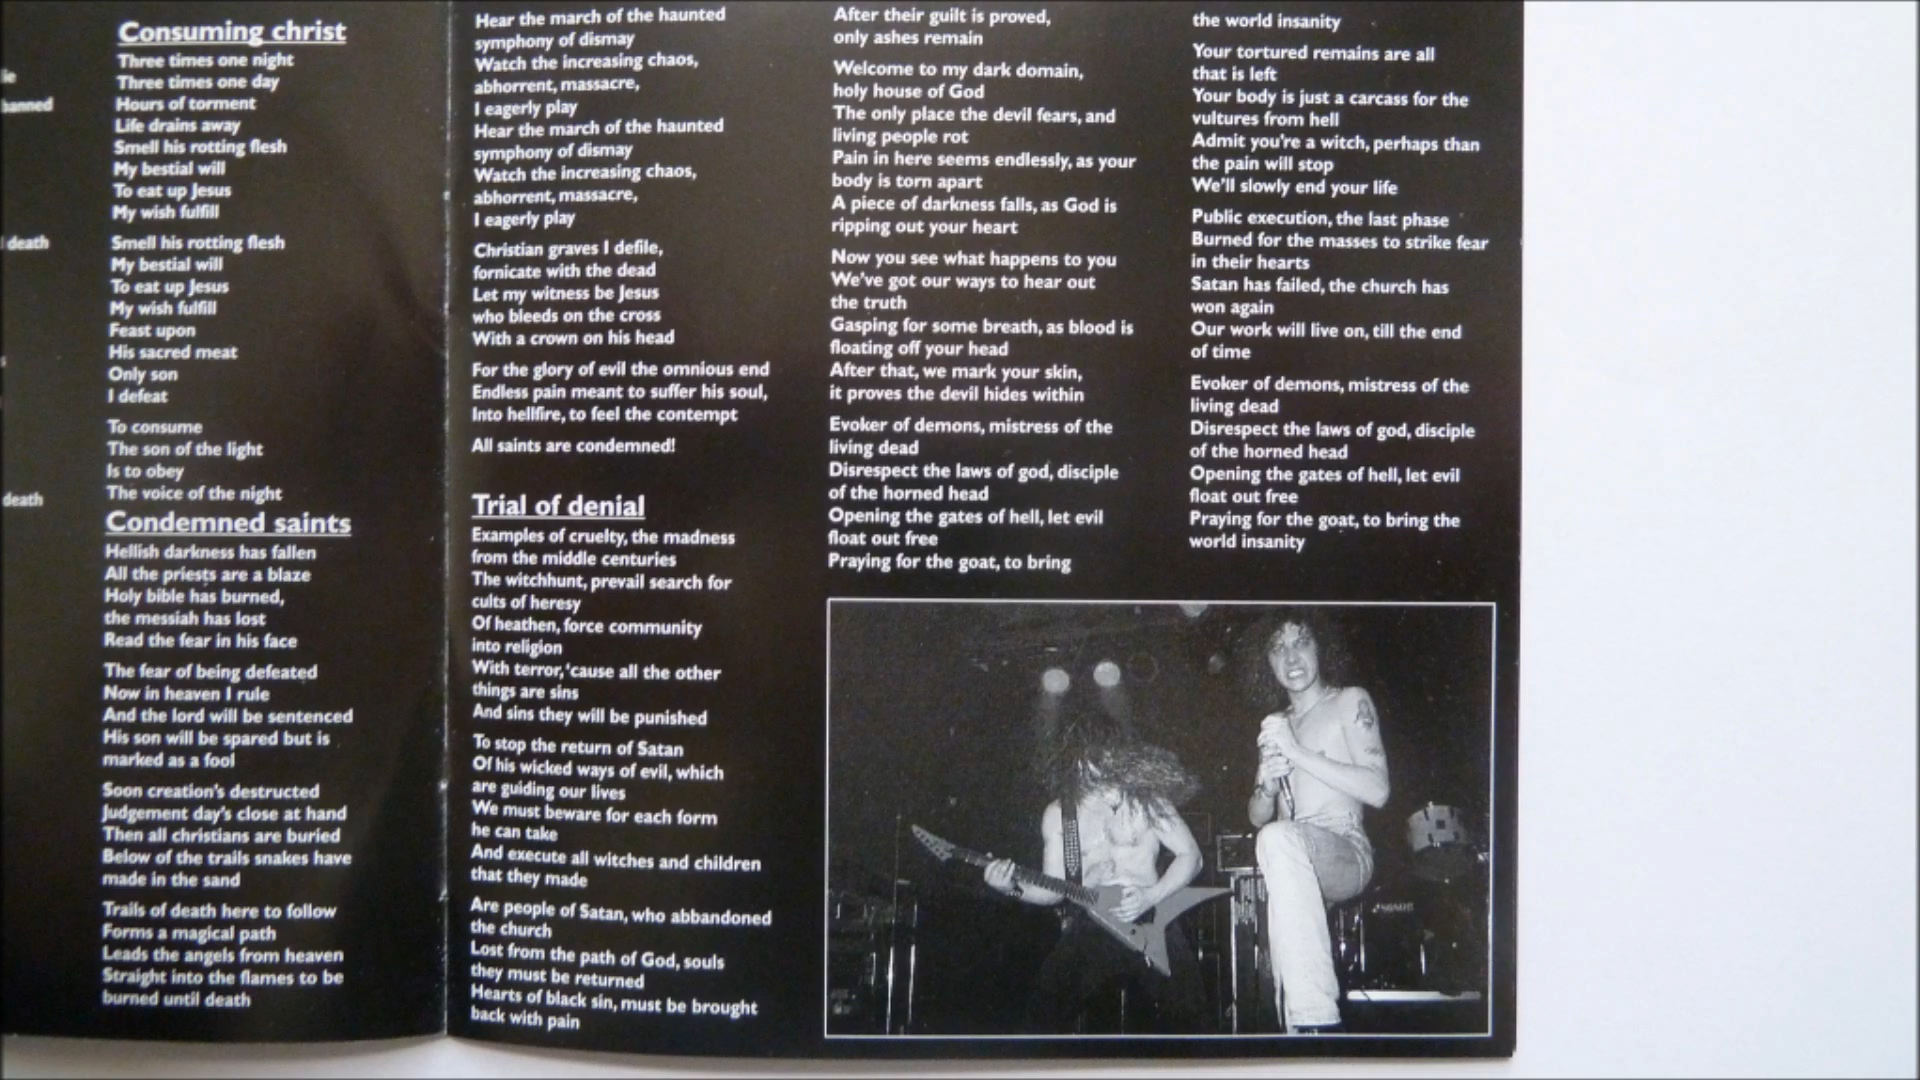 lie
banned
death
death
Consuming christ
Three times one night
Three times one day
Hours of torment
Life drains away
Smell his rotting flesh
My bestial will
To eat up Jesus
My wish fulfill
Smell his rotting flesh
My bestial will
To eat up Jesus
My wish fulfill
Feast upon
His sacred meat
Only son
I defeat
To consume
The son of the light
Is to obey
The voice of the night
Condemned saints
Hellish darkness has fallen
All the priests are a blaze
Holy bible has burned,
the messiah has lost
Read the fear in his face
The fear of being defeated
Now in heaven I rule
And the lord will be sentenced
His son will be spared but is
marked as a fool
Soon creation's destructed
Judgement day's close at hand
Then all christians are buried
Below of the trails snakes have
made in the sand
Trails of death here to follow
Forms a magical path
Leads the angels from heaven
Straight into the flames to be
burned until death
Hear the march of the haunted
symphony of dismay
Watch the increasing chaos,
abhorrent, massacre,
I eagerly play
Hear the march of the haunted
symphony of dismay
Watch the increasing chaos,
abhorrent, massacre,
I eagerly play
Christian graves I defile,
fornicate with the dead
Let my witness be Jesus
who bleeds on the cross
With a crown on his head
For the glory of evil the omnious end
Endless pain meant to suffer his soul,
Into hellfire, to feel the contempt
All saints are condemned!
Trial of denial
Examples of cruelty, the madness
from the middle centuries
The witchhunt, prevail search for
cults of heresy
Of heathen, force community
into religion
With terror, 'cause all the other
things are sins
And sins they will be punished
To stop the return of Satan
Of his wicked ways of evil, which
are guiding our lives
We must beware for each form
he can take
And execute all witches and children
that they made
Are people of Satan, who abbandoned
the church
Lost from the path of God, souls
they must be returned
Hearts of black sin, must be brought
back with pain
After their guilt is proved,
only ashes remain
Welcome to my dark domain,
holy house of God
The only place the devil fears, and
living people rot
Pain in here seems endlessly, as your
body is torn apart
A piece of darkness falls, as God is
ripping out your heart
Now you see what happens to you
We've got our ways to hear out
the truth
Gasping for some breath, as blood is
floating off your head
After that, we mark your skin,
it proves the devil hides within
Evoker of demons, mistress of the
living dead
Disrespect the laws of god, disciple
of the horned head
Opening the gates of hell, let evil
float out free
Praying for the goat, to bring
the world insanity
Your tortured remains are all
that is left
Your body is just a carcass for the
vultures from hell
Admit you're a witch, perhaps than
the pain will stop
We'll slowly end your life
Public execution, the last phase
Burned for the masses to strike fear
in their hearts
Satan has failed, the church has
won again
Our work will live on, till the end
of time
Evoker of demons, mistress of the
living dead
Disrespect the laws of god, disciple
of the horned head
Opening the gates of hell, let evil
float out free
Praying for the goat, to bring the
world insanity
SONOR